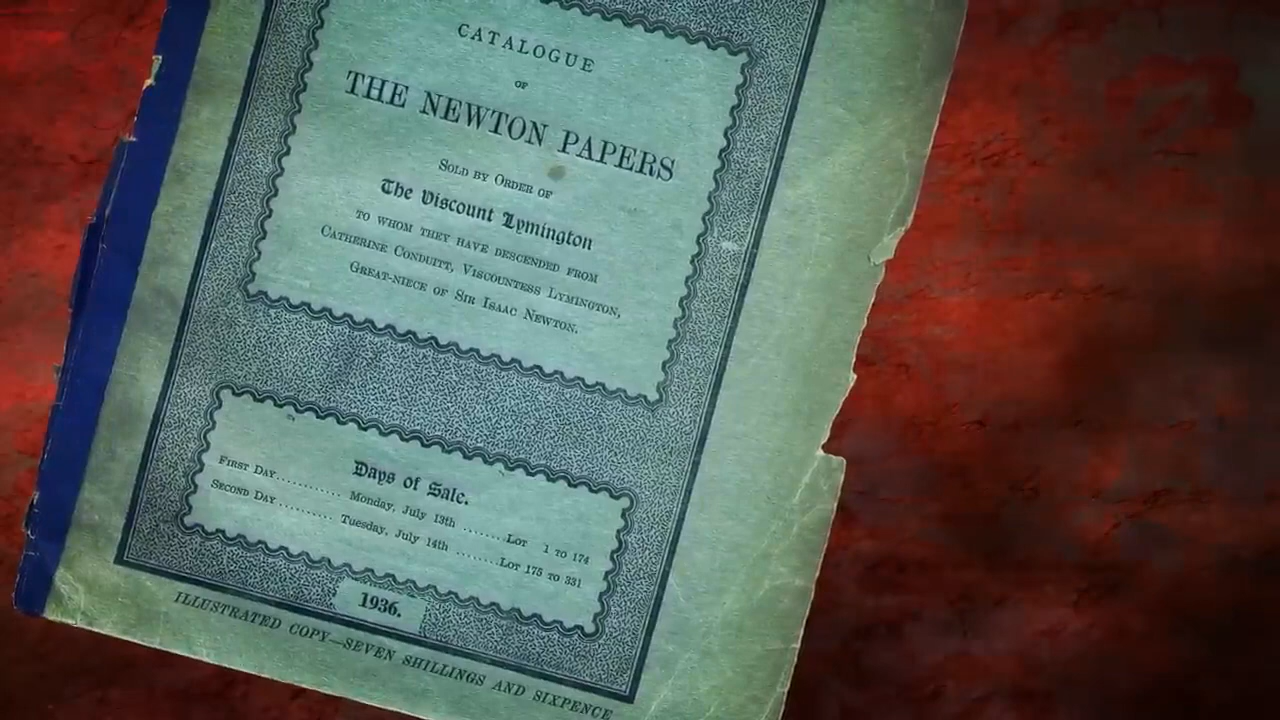 CATALOGUE
OF
THE NEWTON PAPERS
SOLD BY ORDER OF
The Viscount Lymington
TO WHOM THEY HAVE DESCENDED FROM
CATHERINE CONDUITT, VISCOUNTESS LYMINGTON,
GREAT-NIECE OF SIR ISAAC NEWTON.
Days of Sale.
FIRST DAY............ Monday, July 13th ........LOT 1 TO 174
SECOND DAY.......... Tuesday, July 14th ........LOT 175 TO 331
1936.
ILLUSTRATED COPY—SEVEN SHILLINGS AND SIXPENCE